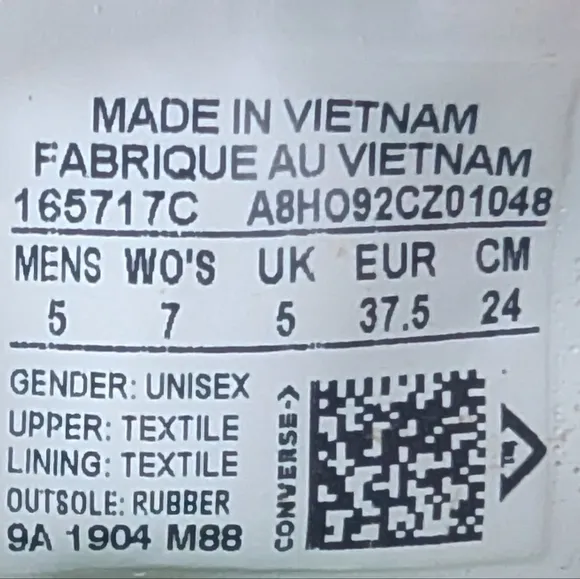 MADE IN VIETNAM
FABRIQUE AU VIETNAM
165717C A8HO92CZ01048
MENS WO'S UK EUR CM
5 7 5 37.5 24
GENDER: UNISEX
UPPER: TEXTILE
LINING: TEXTILE
OUTSOLE: RUBBER
9A 1904 M88
CONVERSE->